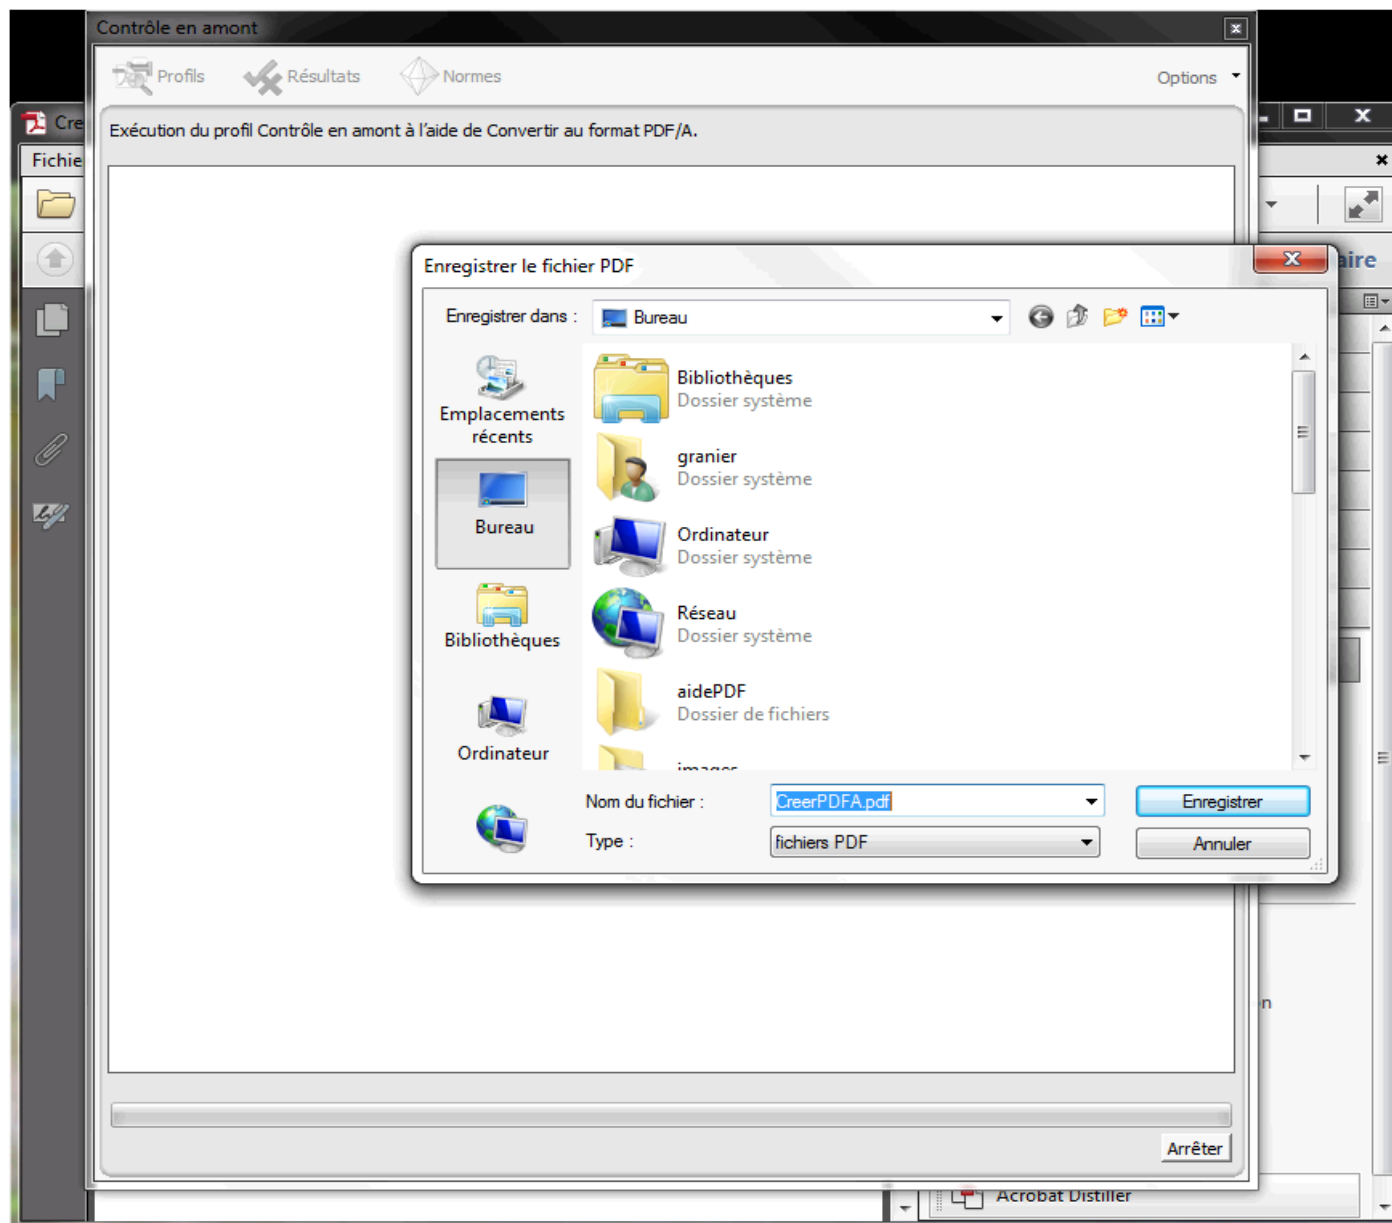 Contrôle en amont
Profils
Résultats
Normes
Options
Cre
Exécution du profil Contrôle en amont à l'aide de Convertir au format PDF/A.
Fichie
aire
Enregistrer le fichier PDF
Enregistrer dans :
Bureau
Emplacements
récents
Bureau
Bibliothèques
Ordinateur
Bibliothèques
Dossier système
granier
Dossier système
Ordinateur
Dossier système
Réseau
Dossier système
aidePDF
Dossier de fichiers
images
Nom du fichier :
CreerPDFA.pdf
Enregistrer
Type :
fichiers PDF
Annuler
n
Arrêter
Acrobat Distiller